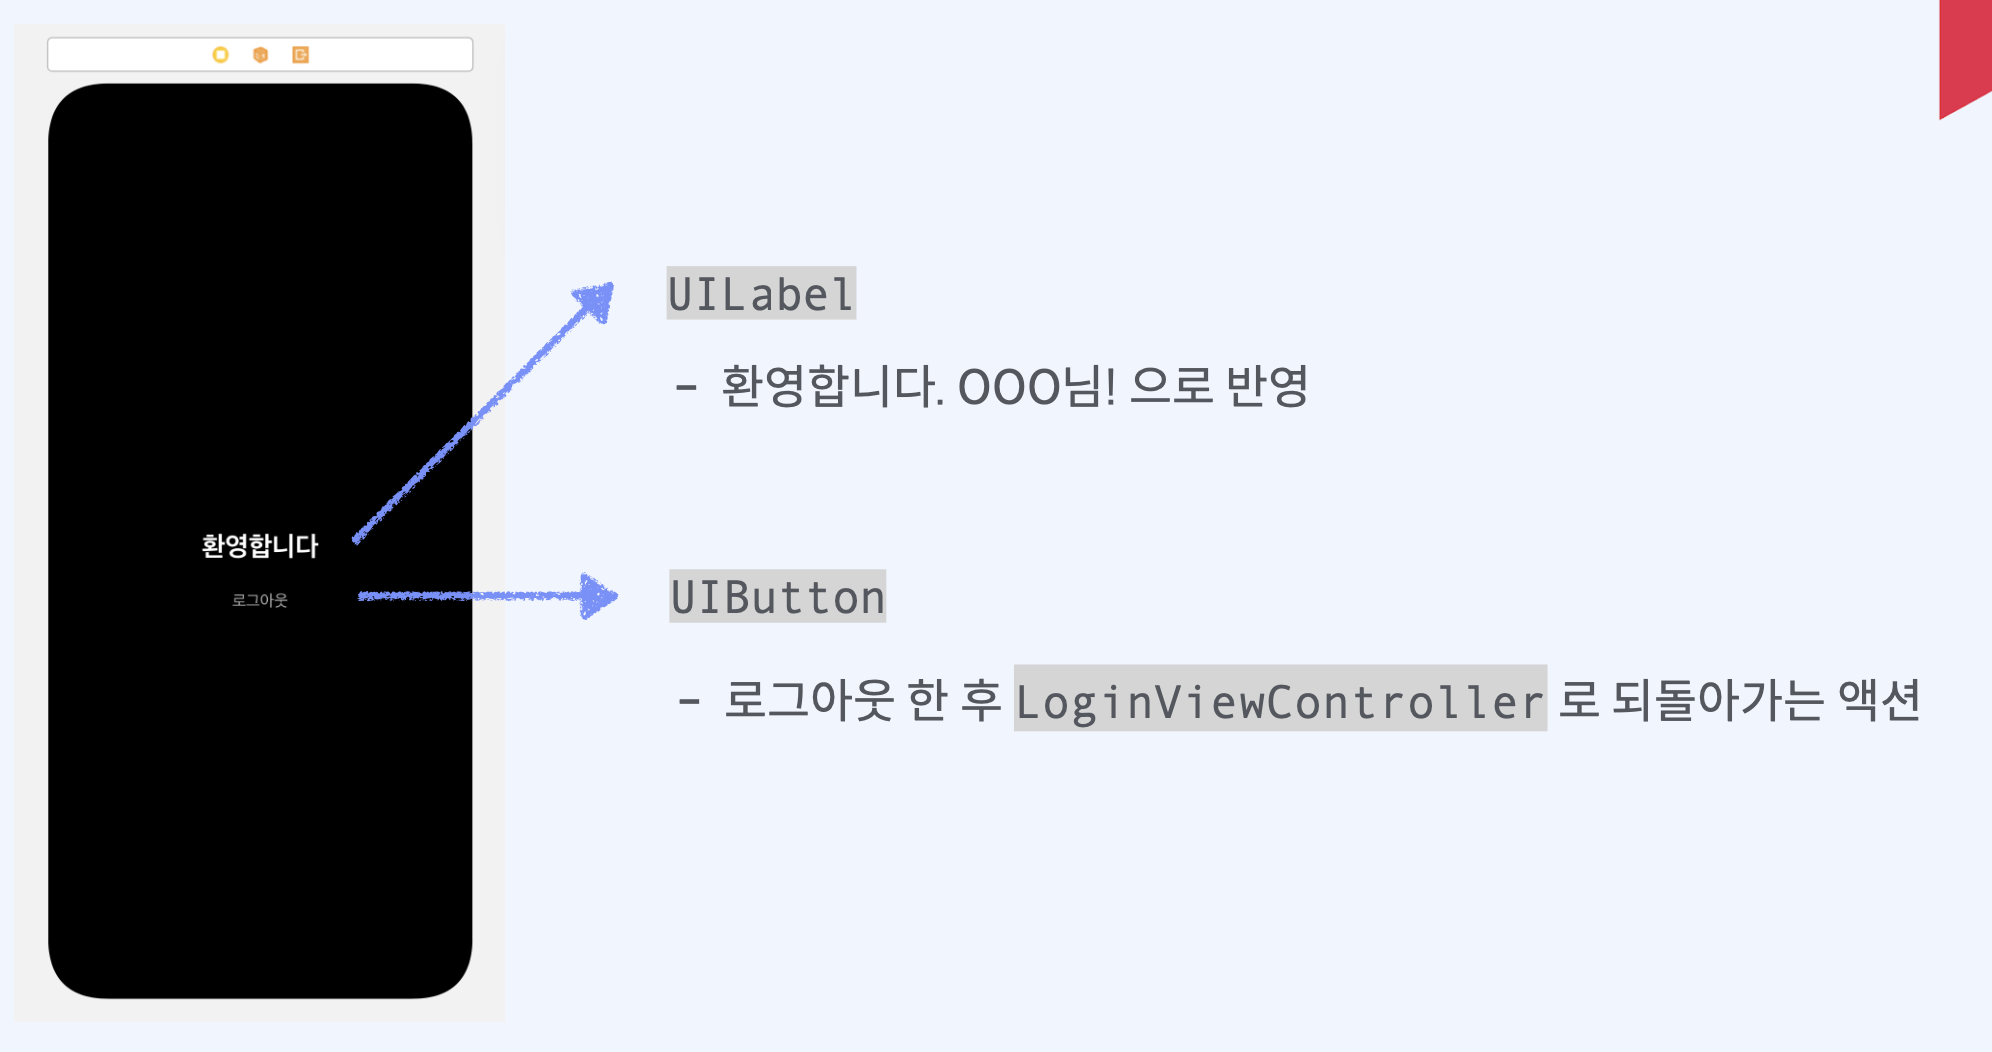 UILabel
- 환영합니다. OOO님! 으로 반영
환영합니다
로그아웃
UIButton
- 로그아웃 한 후 LoginViewController 로 되돌아가는 액션